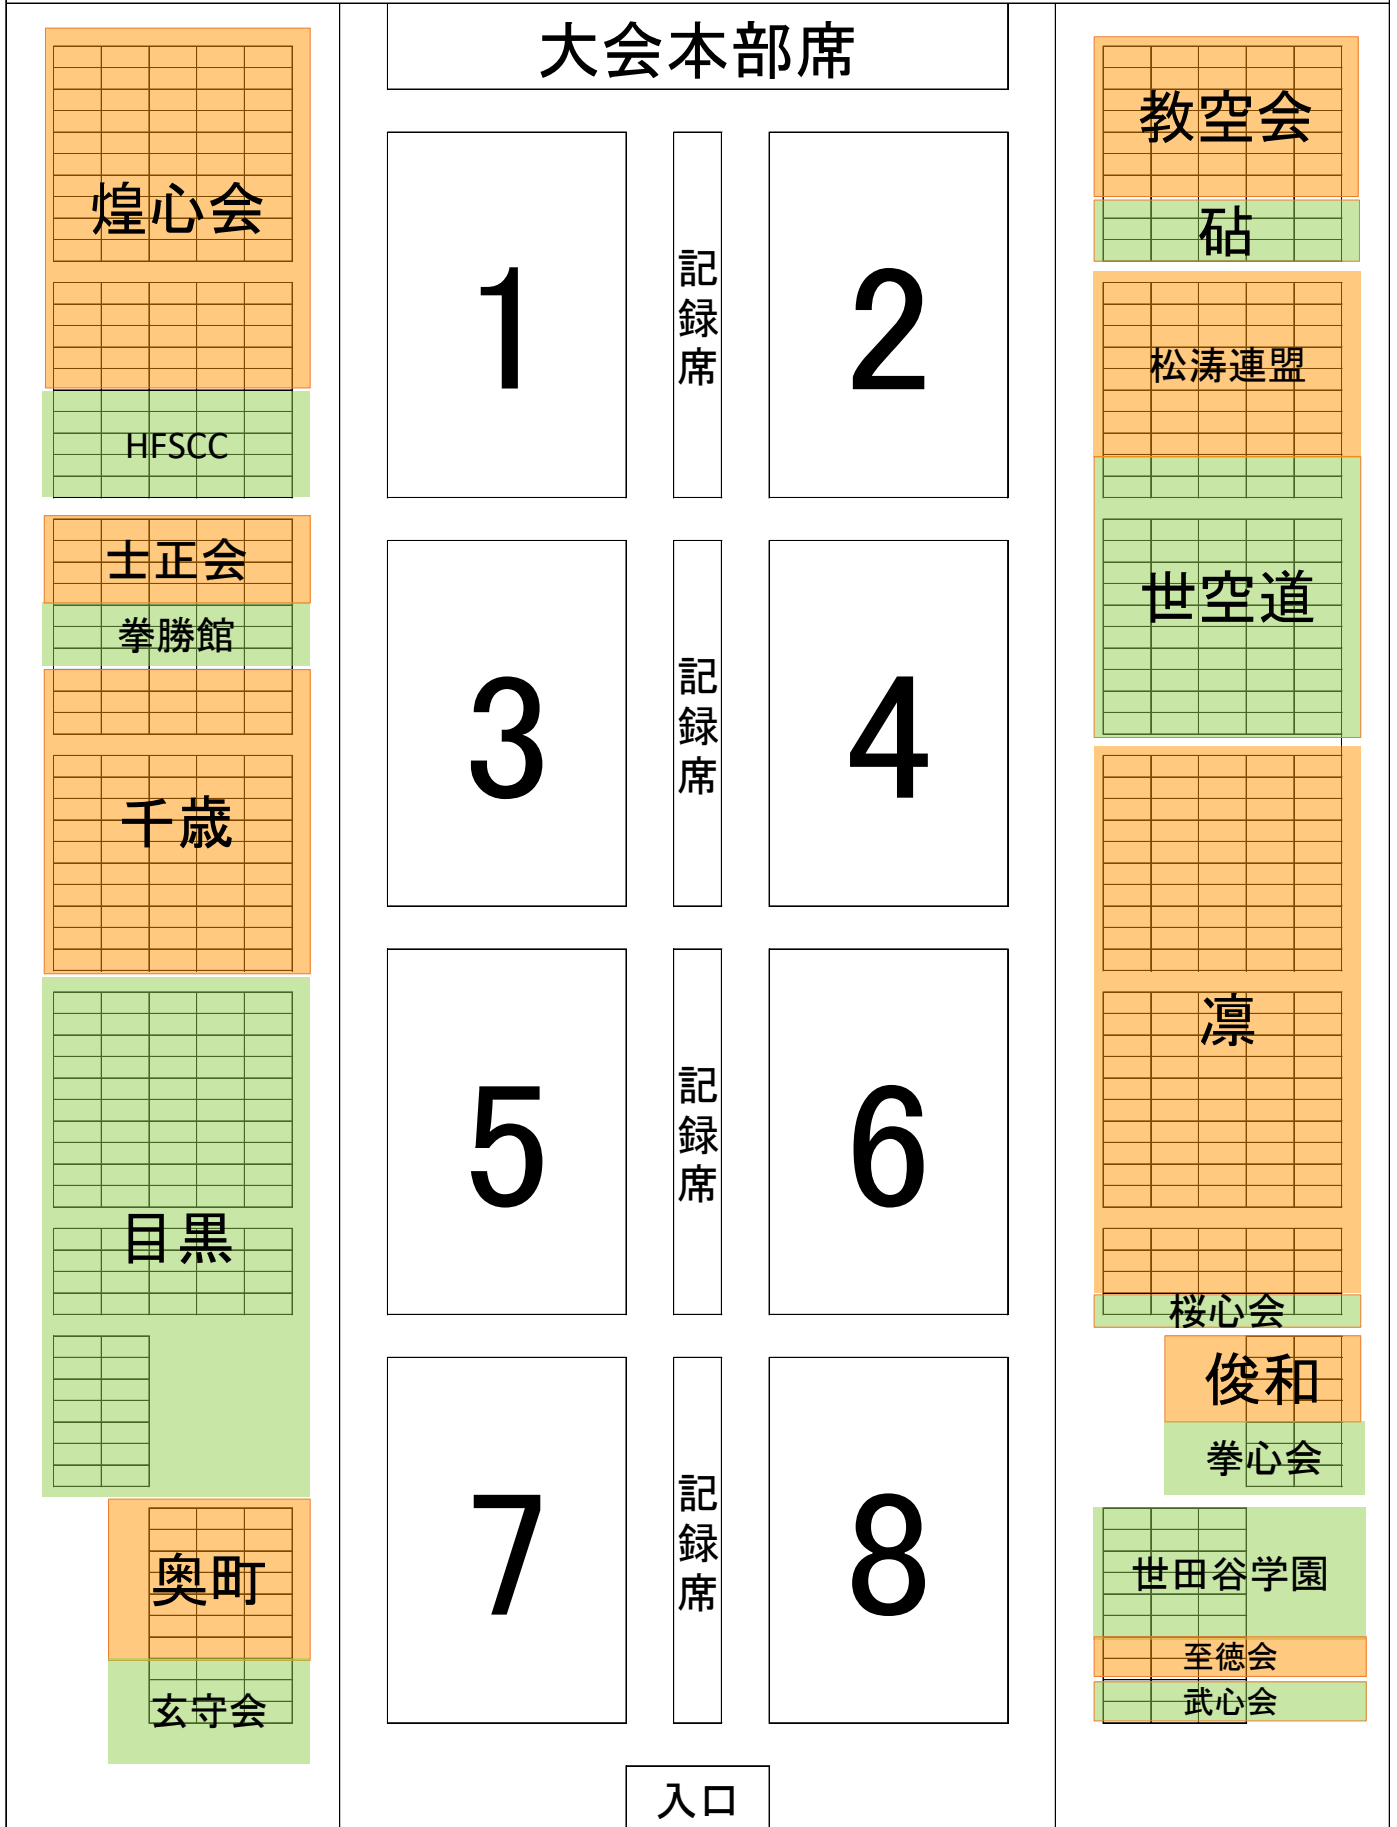 大会本部席
煌心会
HFSCC
士正会
拳勝館
千歳
目黒
奥町
玄守会
1
記録席
2
3
記録席
4
5
記録席
6
7
記録席
8
入口
教空会
砧
松涛連盟
世空道
凛
桜心会
俊和
拳心会
世田谷学園
至徳会
武心会